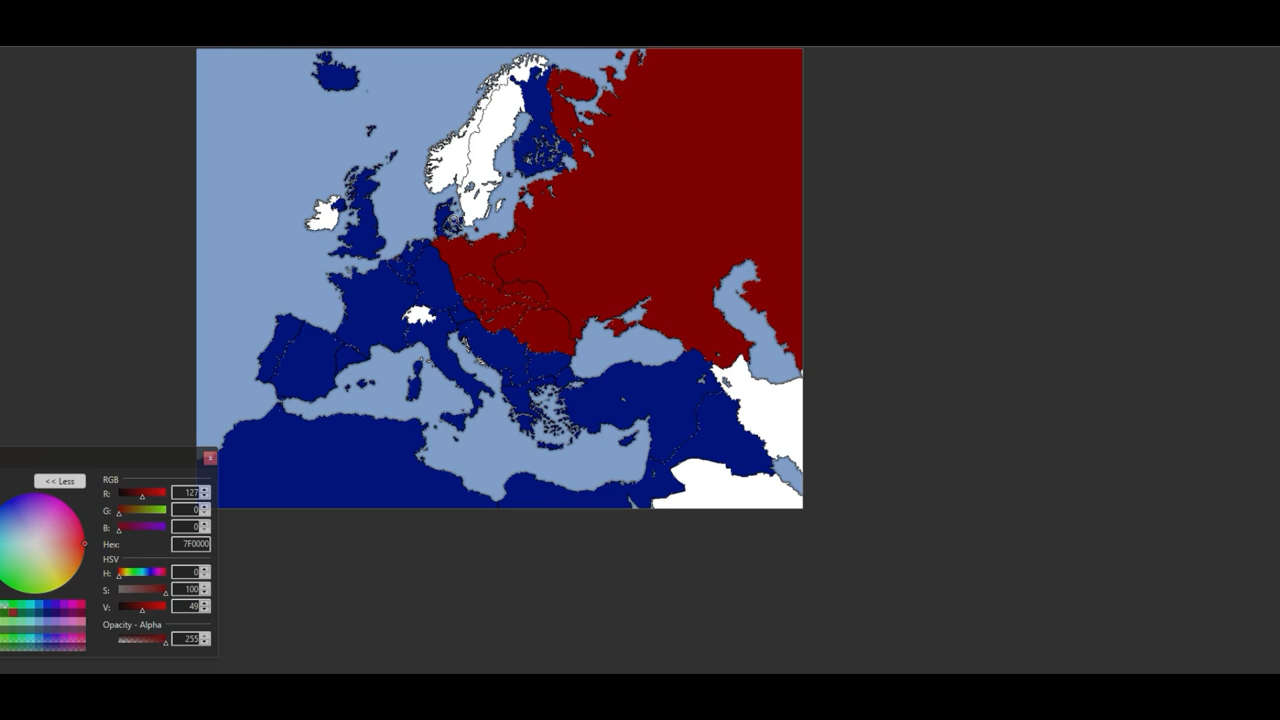 << Less
RGB
R: 127
G: 0
B: 0
Hex: 7F0000
HSV
H: 0
S: 100
V: 49
Opacity - Alpha
255